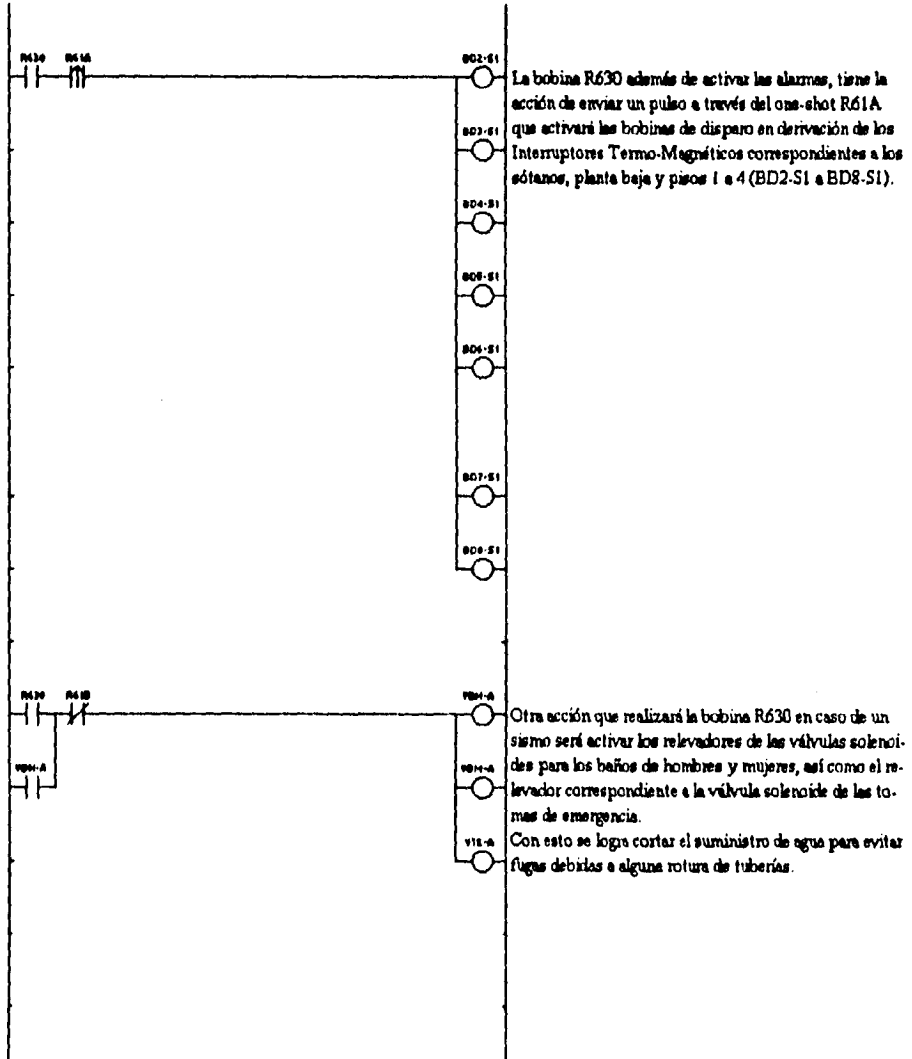 R630 R61A BD2-S1
La bobina R630 además de activar las alarmas, tiene la
acción de enviar un pulso a través del one-shot R61A
BD3-S1
que activará las bobinas de disparo en derivación de los
Interruptores Termo-Magnéticos correspondientes a los
sótanos, planta baja y pisos 1 a 4 (BD2-S1 a BD8-S1).
BD4-S1
BD5-S1
BD6-S1
BD7-S1
BD8-S1
R630 R61B
Otra acción que realizará la bobina R630 en caso de un
sismo será activar los relevadores de las válvulas solenoi-
des para los baños de hombres y mujeres, así como el re-
levador correspondiente a la válvula solenoide de las to-
mas de emergencia.
Con esto se logra cortar el suministro de agua para evitar
fugas debidas a alguna rotura de tuberías.